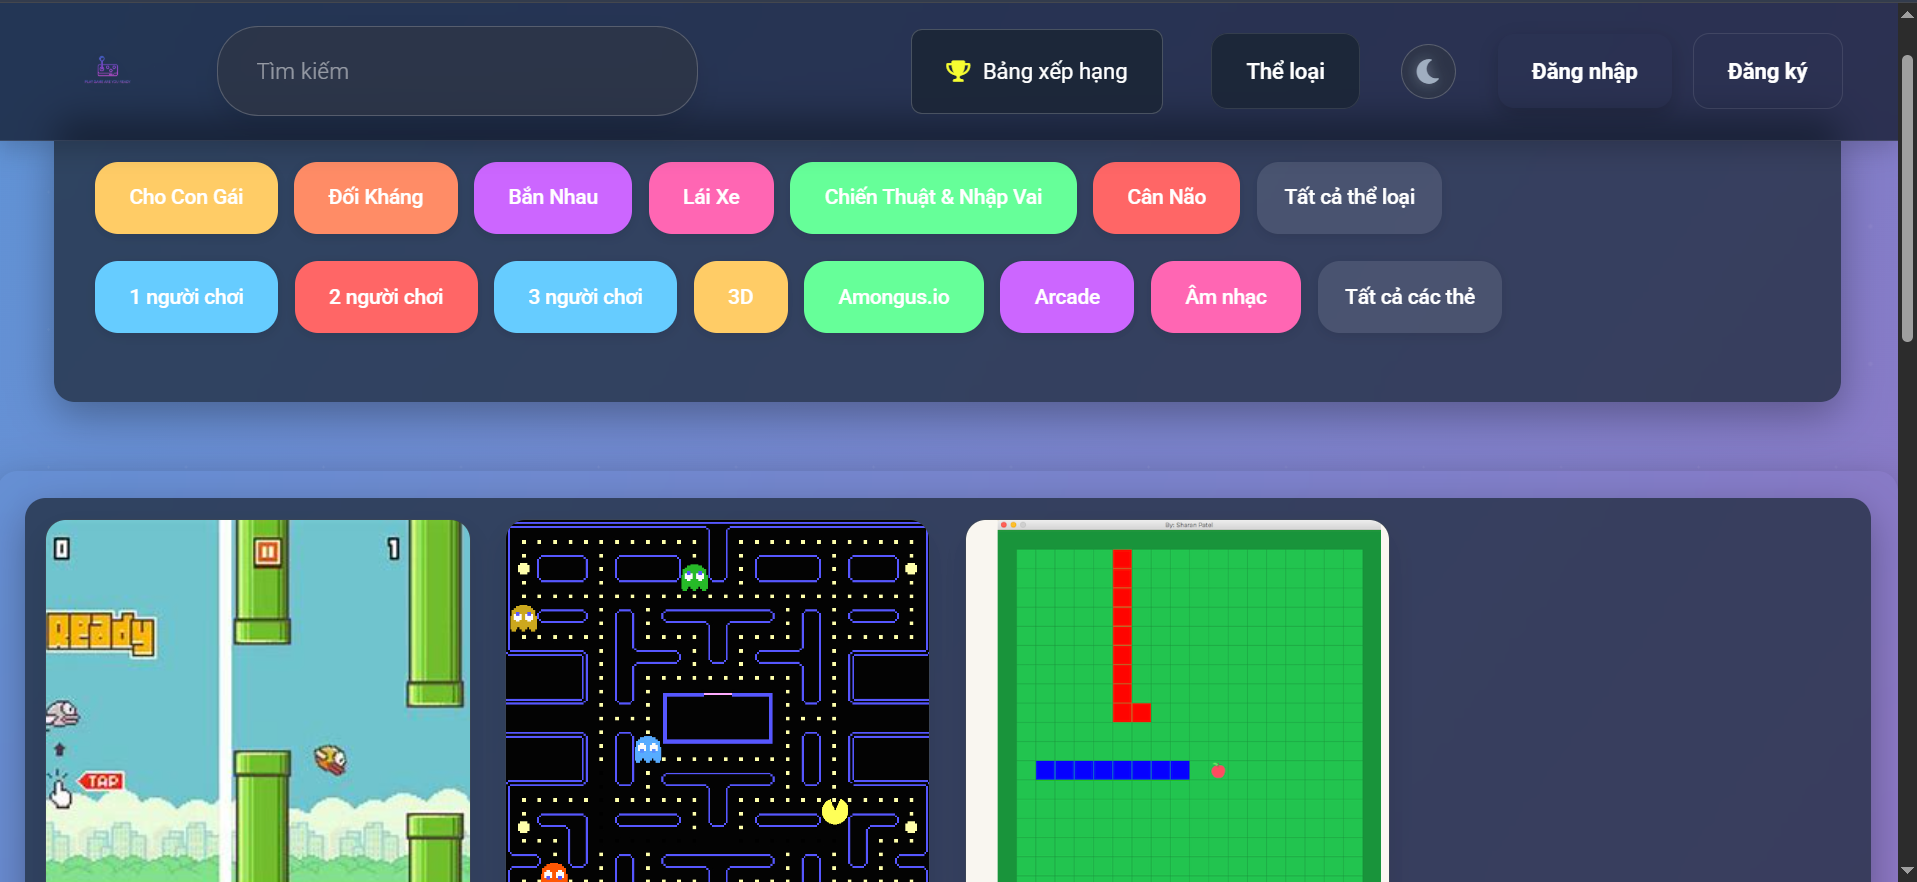 Tìm kiếm
Bảng xếp hạng
Thể loại
Đăng nhập
Đăng ký
Cho Con Gái
Đối Kháng
Bắn Nhau
Lái Xe
Chiến Thuật & Nhập Vai
Cân Não
Tất cả thể loại
1 người chơi
2 người chơi
3 người chơi
3D
Amongus.io
Arcade
Âm nhạc
Tất cả các thẻ
0
1
Ready
TAP
By: Sharon Patel